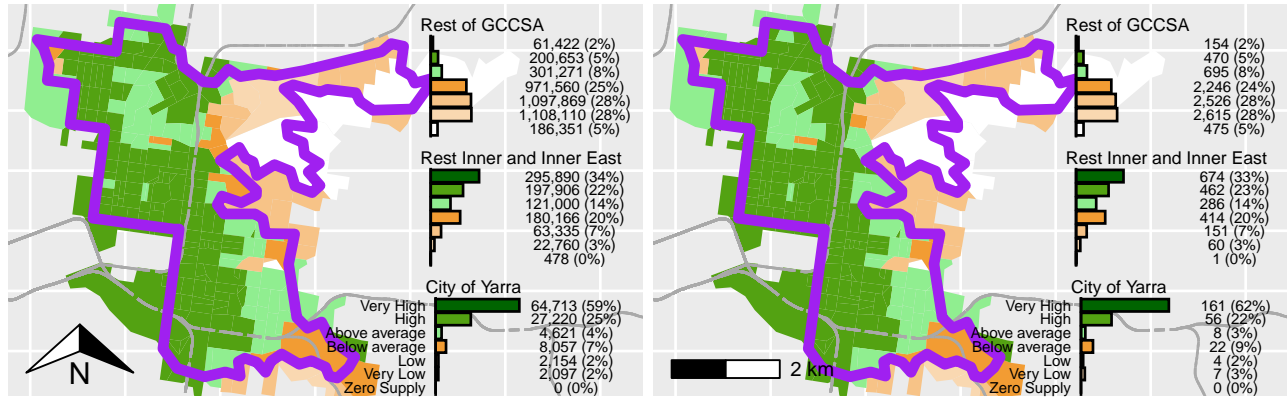 Rest of GCCSA
61,422 (2%)
200,653 (5%)
301,271 (8%)
971,560 (25%)
1,097,869 (28%)
1,108,110 (28%)
186,351 (5%)
Rest Inner and Inner East
295,890 (34%)
197,906 (22%)
121,000 (14%)
180,166 (20%)
63,335 (7%)
22,760 (3%)
478 (0%)
City of Yarra
Very High 64,713 (59%)
High 27,220 (25%)
Above average 4,621 (4%)
Below average 8,057 (7%)
Low 2,154 (2%)
Very Low 2,097 (2%)
Zero Supply 0 (0%)
N
Rest of GCCSA
154 (2%)
470 (5%)
695 (8%)
2,246 (24%)
2,526 (28%)
2,615 (28%)
475 (5%)
Rest Inner and Inner East
674 (33%)
462 (23%)
286 (14%)
414 (20%)
151 (7%)
60 (3%)
1 (0%)
City of Yarra
Very High 161 (62%)
High 56 (22%)
Above average 8 (3%)
Below average 22 (9%)
Low 4 (2%)
Very Low 7 (3%)
Zero Supply 0 (0%)
2 km